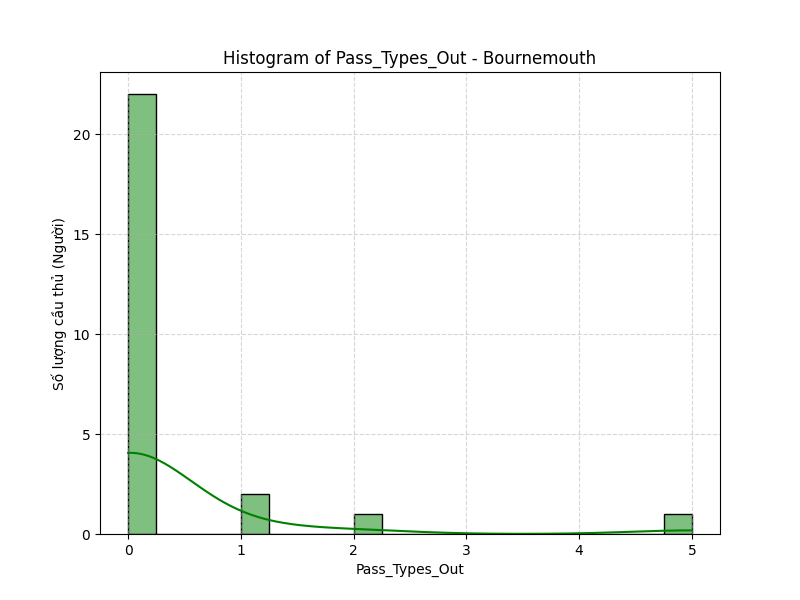 Histogram of Pass_Types_Out - Bournemouth
20
15
10
5
0
Số lượng cầu thủ (Người)
0 1 2 3 4 5
Pass_Types_Out